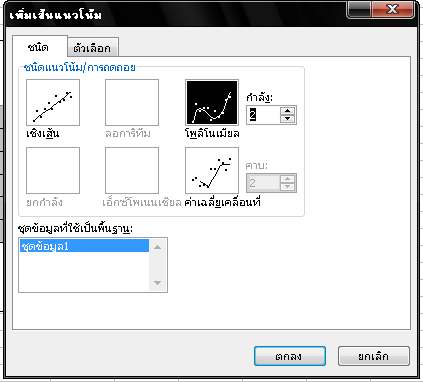 เพิ่มเส้นแนวโน้ม
ชนิด ตัวเลือก
ชนิดแนวโน้ม/การถดถอย
กำลัง:
2
เชิงเส้น ลอการิทึม โพลิโนเมียล
คาบ:
2
ยกกำลัง เอ็กซ์โพเนนเชียล ค่าเฉลี่ยเคลื่อนที่
ชุดข้อมูลที่ใช้เป็นพื้นฐาน:
ชุดข้อมูล1
ตกลง ยกเลิก